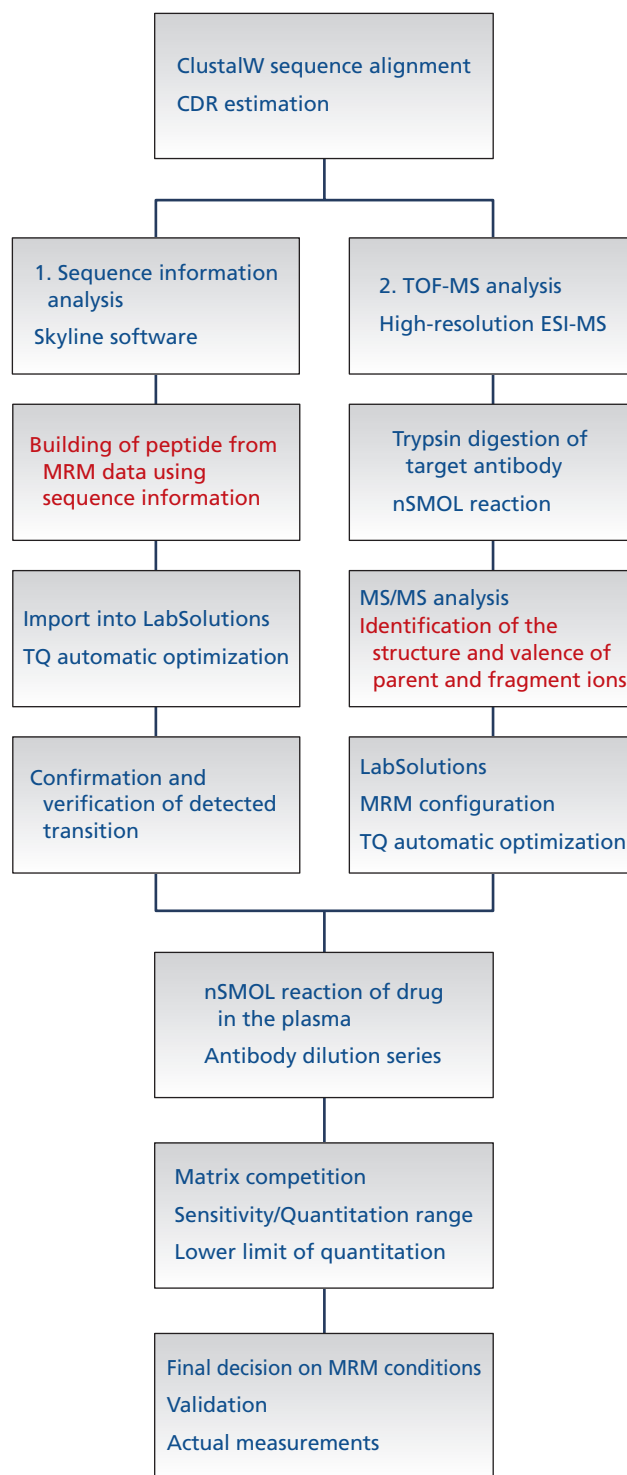 ClustalW sequence alignment
CDR estimation
1. Sequence information
analysis
Skyline software
2. TOF-MS analysis
High-resolution ESI-MS
Building of peptide from
MRM data using
sequence information
Trypsin digestion of
target antibody
nSMOL reaction
Import into LabSolutions
TQ automatic optimization
MS/MS analysis
Identification of the
structure and valence of
parent and fragment ions
Confirmation and
verification of detected
transition
LabSolutions
MRM configuration
TQ automatic optimization
nSMOL reaction of drug
in the plasma
Antibody dilution series
Matrix competition
Sensitivity/Quantitation range
Lower limit of quantitation
Final decision on MRM conditions
Validation
Actual measurements